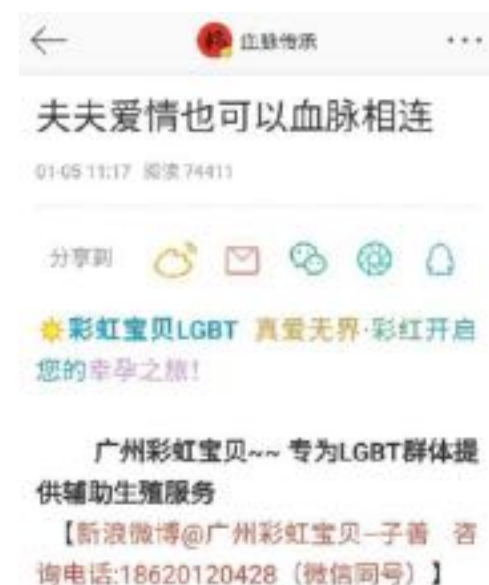 血脉传承
夫夫爱情也可以血脉相连
01-05 11:17 阅读 74411
分享到
彩虹宝贝LGBT 真爱无界·彩虹开启
您的幸孕之旅!
广州彩虹宝贝~~ 专为LGBT群体提
供辅助生殖服务
【新浪微博@广州彩虹宝贝–子善 咨
询电话:18620120428（微信同号）】